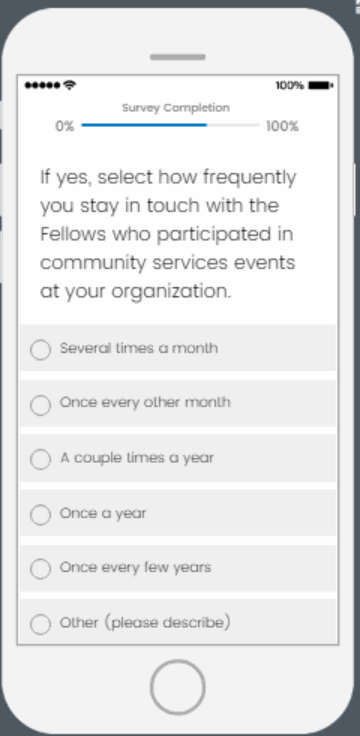 100%
Survey Completion
0% 100%
If yes, select how frequently
you stay in touch with the
Fellows who participated in
community services events
at your organization.
Several times a month
Once every other month
A couple times a year
Once a year
Once every few years
Other (please describe)